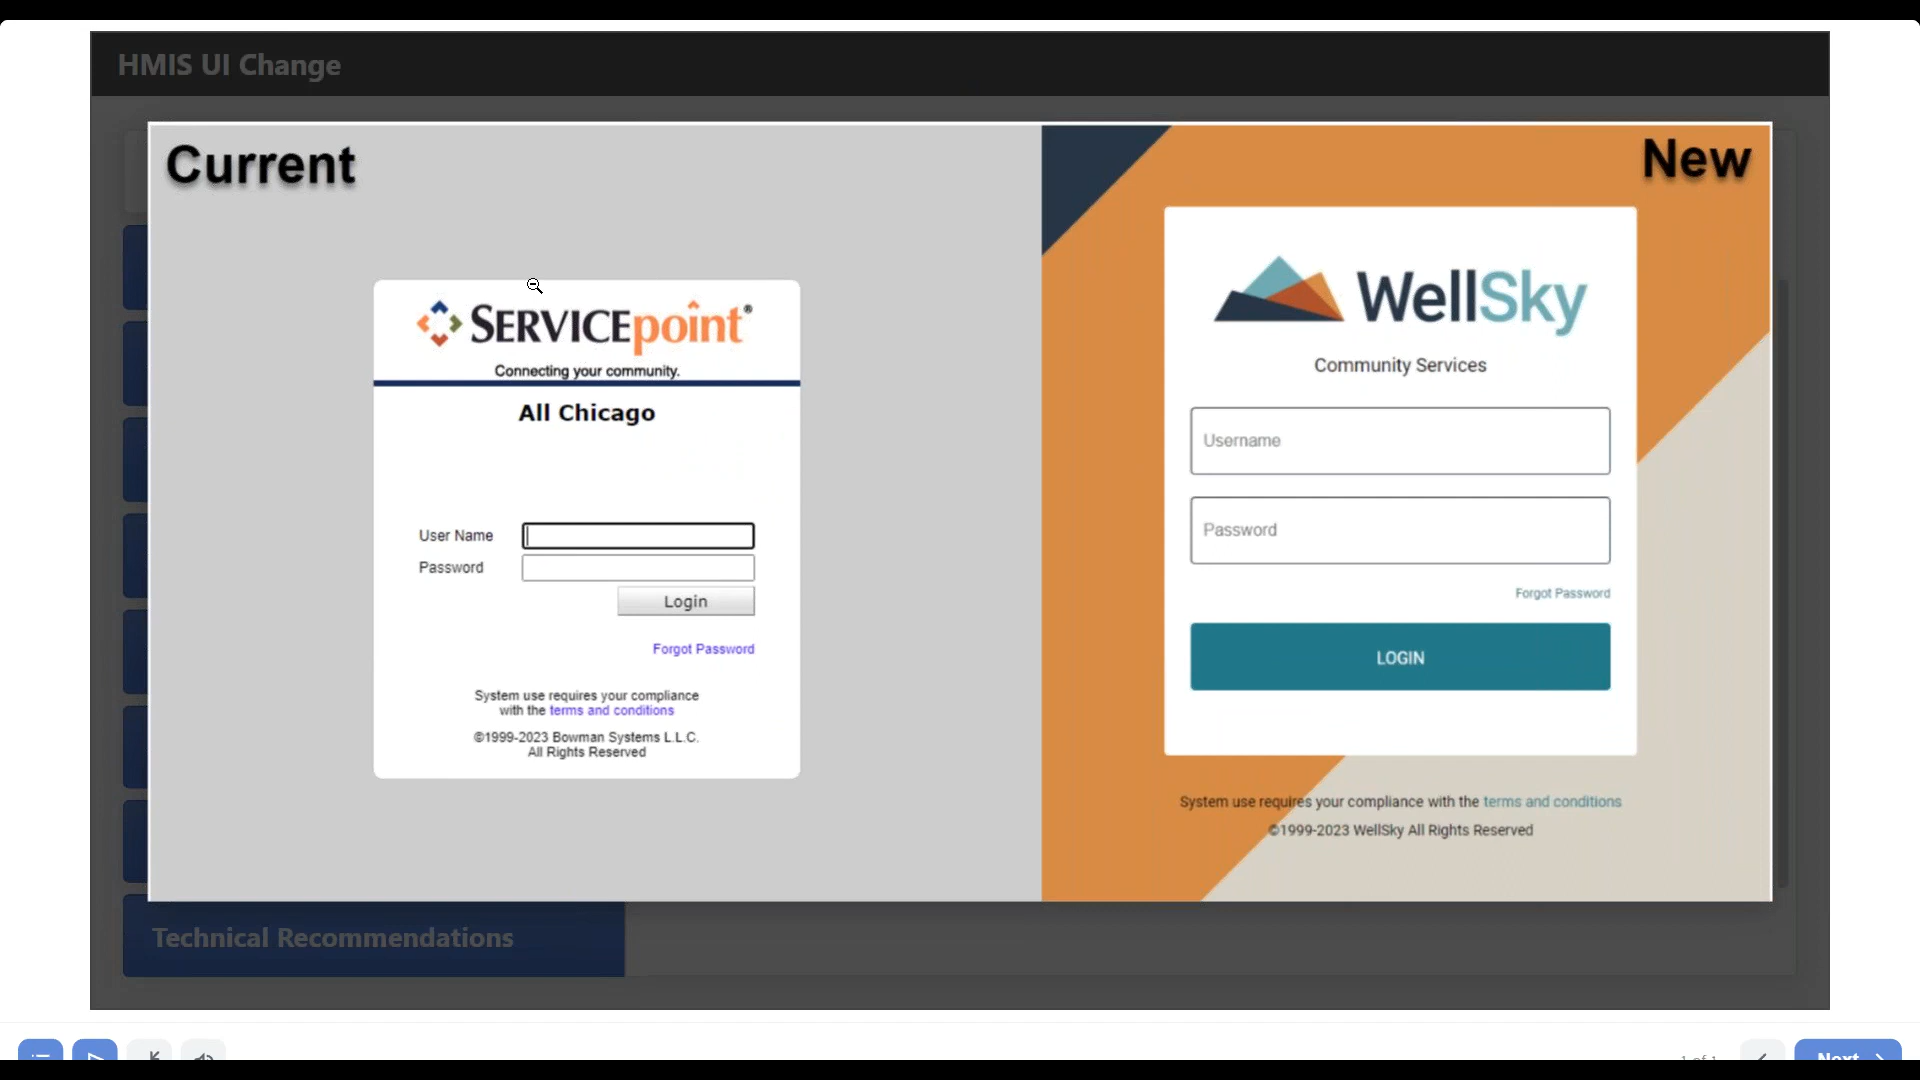 HMIS UI Change
Current
SERVICEpoint®
Connecting your community.
All Chicago
User Name
Password
Login
Forgot Password
System use requires your compliance
with the terms and conditions
©1999-2023 Bowman Systems L.L.C.
All Rights Reserved
New
WellSky
Community Services
Username
Password
Forgot Password
LOGIN
System use requires your compliance with the terms and conditions
©1999-2023 WellSky All Rights Reserved
Technical Recommendations
1 of 1
Next